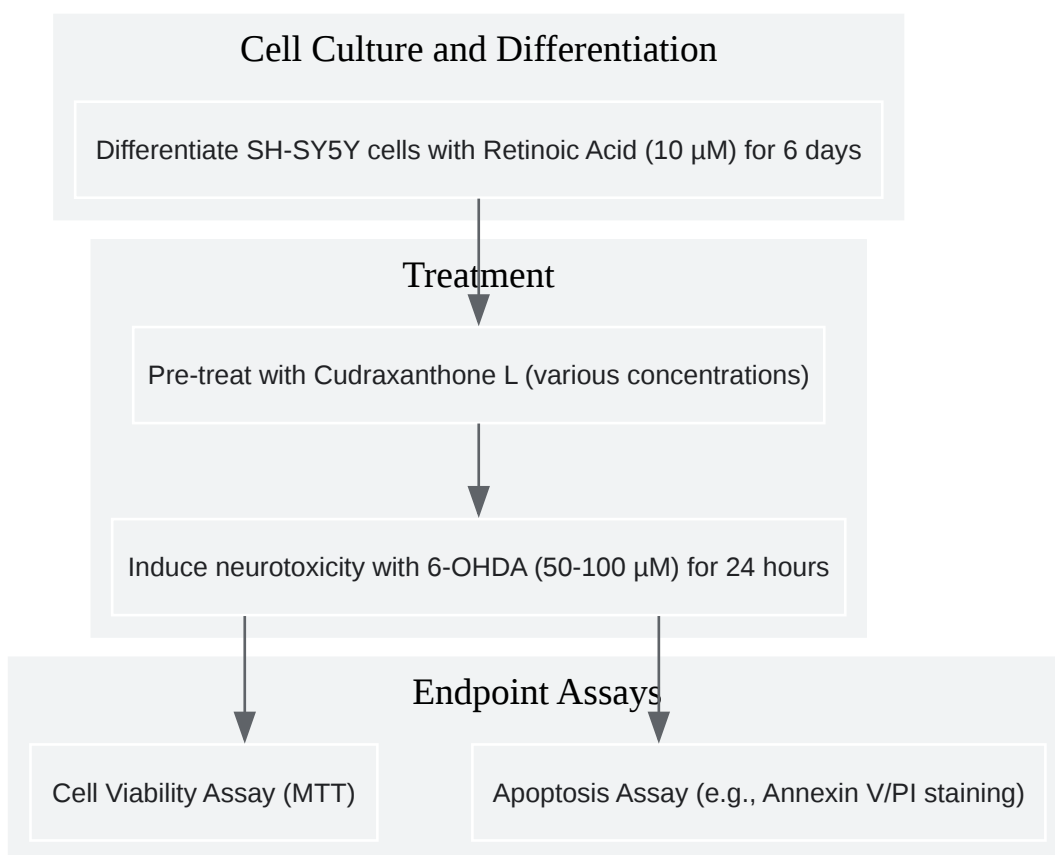 Cell Culture and Differentiation
Differentiate SH-SY5Y cells with Retinoic Acid (10 µM) for 6 days
Treatment
Pre-treat with Cudraxanthone L (various concentrations)
Induce neurotoxicity with 6-OHDA (50-100 µM) for 24 hours
Endpoint Assays
Cell Viability Assay (MTT)
Apoptosis Assay (e.g., Annexin V/PI staining)